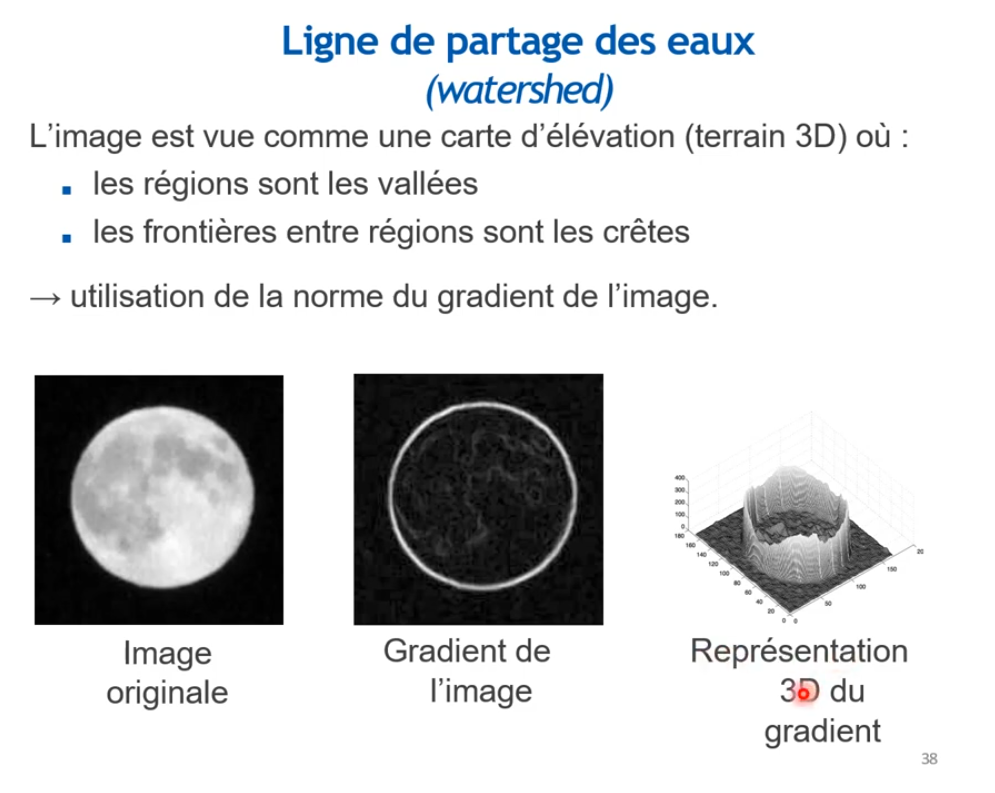 Ligne de partage des eaux
(watershed)
L’image est vue comme une carte d’élévation (terrain 3D) où :
▪ les régions sont les vallées
▪ les frontières entre régions sont les crêtes
→ utilisation de la norme du gradient de l’image.
400
300
200
100
0
180
160
140
120
100
80
60
40
20
0
0
50
100
150
20
Image
originale
Gradient de
l’image
Représentation
3D du
gradient
38